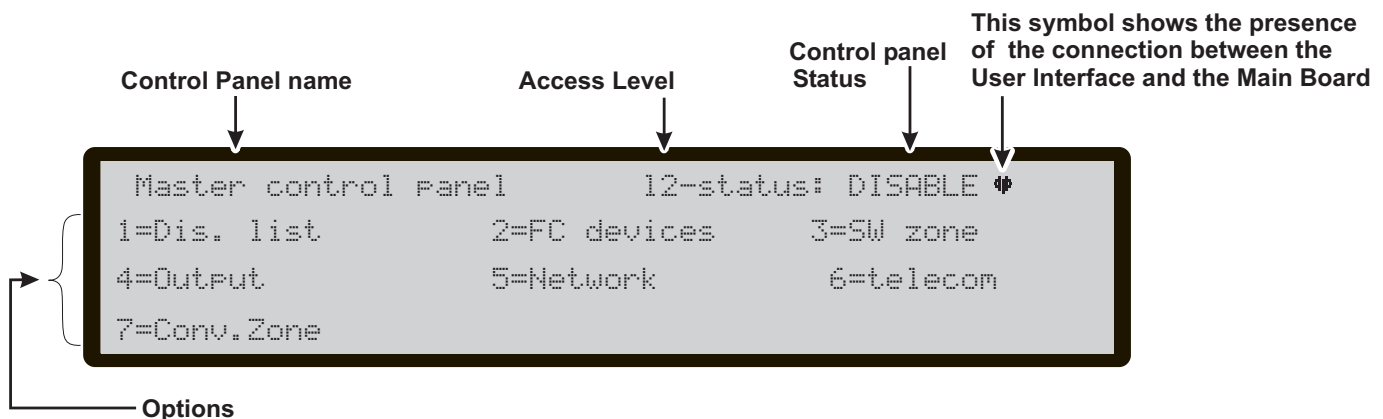 This symbol shows the presence
of the connection between the
User Interface and the Main Board
Control panel
Status
Control Panel name
Access Level
Master control panel l2-status: DISABLE
1=Dis. list 2=FC devices 3=SW zone
4=Output 5=Network 6=telecom
7=Conv.Zone
Options